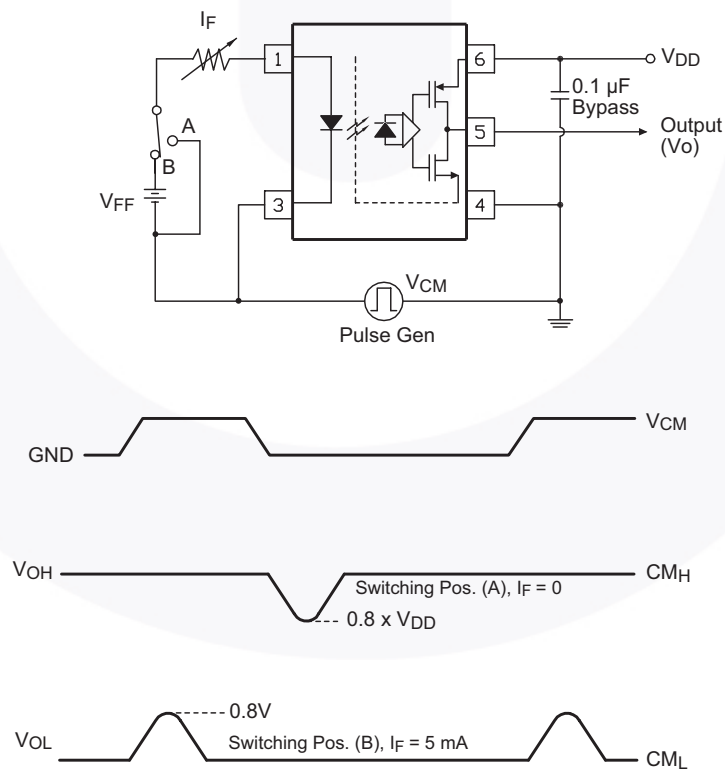 IF
1
6
VDD
0.1 µF
Bypass
A
5
Output
(Vo)
B
VFF
3
4
VCM
Pulse Gen
VCM
GND
VOH
Switching Pos. (A), IF = 0
CMH
0.8 x VDD
0.8V
VOL
Switching Pos. (B), IF = 5 mA
CML